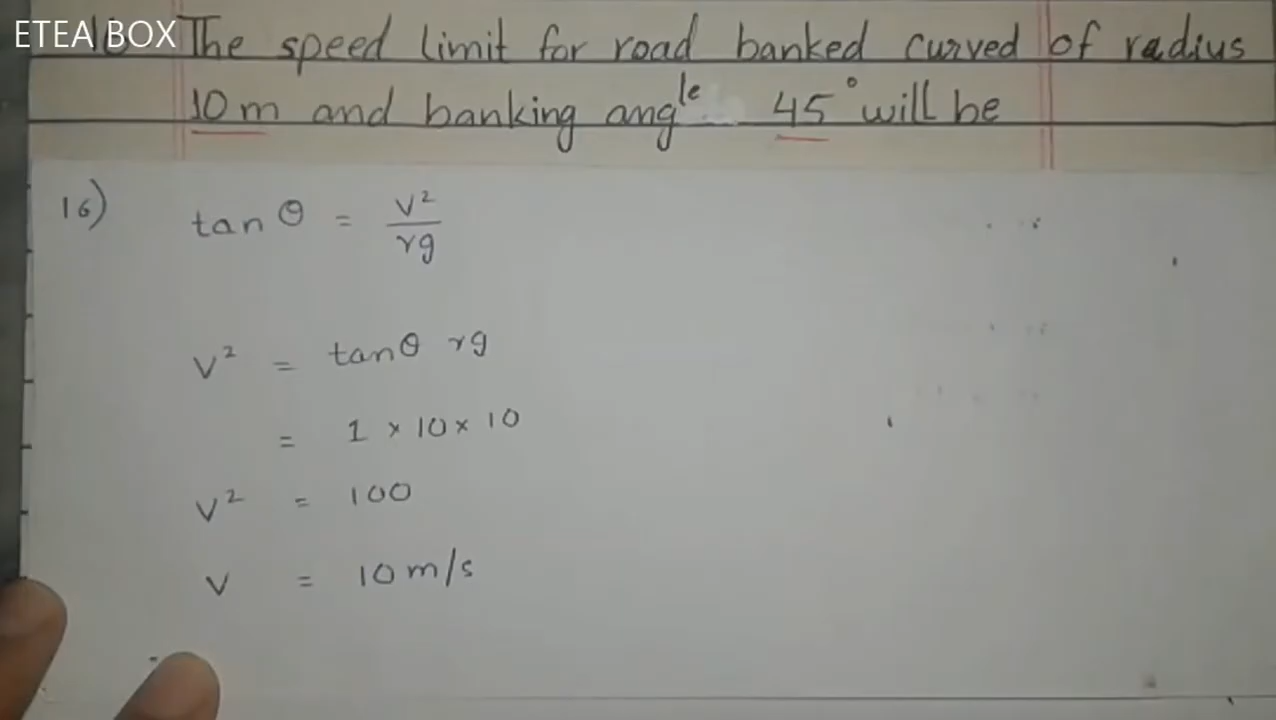 ETEA BOX The speed limit for road banked curved of radius
10 m and banking angle 45° will be
16) tan θ = v²/rg
v² = tanθ rg
= 1 × 10 × 10
v² = 100
v = 10 m/s